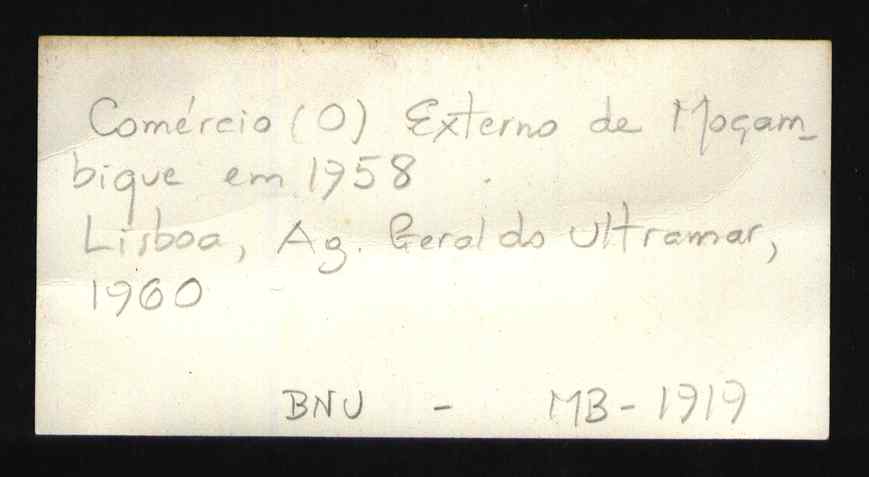 Comércio (O) Externo de Moçam-
bique em 1958
Lisboa, Ag. Geral do Ultramar,
1960
BNU - MB - 1919